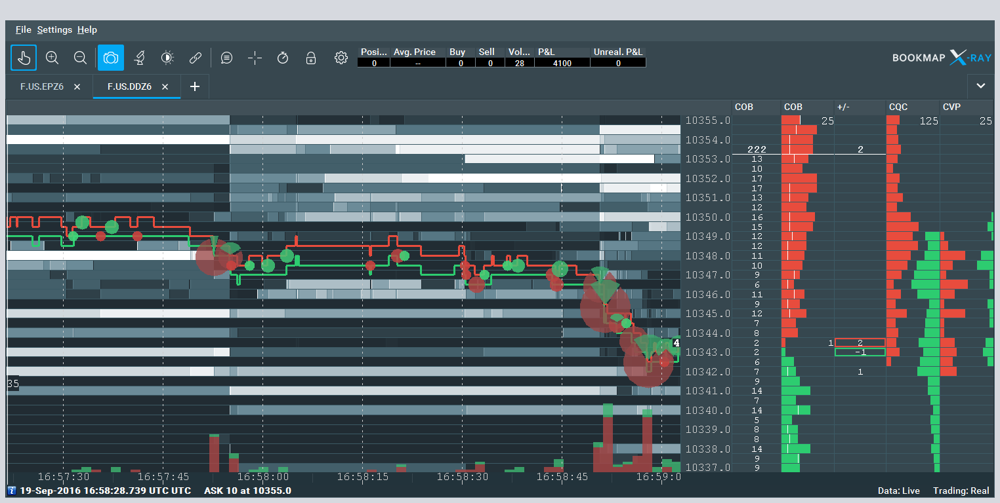 File Settings Help
Posi... Avg. Price Buy Sell Vol... P&L Unreal. P&L
0 -- 0 0 28 4100 0
BOOKMAP X-RAY
F.US.EPZ6 × F.US.DDZ6 × +
COB COB +/- CQC CVP
10355.0 25 125 25
10354.0
222 2
10353.0 13
10
10352.0 17
17
10351.0 13
12
10350.0 16
15
10349.0 12
12
10348.0 11
10
10347.0 9
6
10346.0 11
9
10345.0 12
7
10344.0 8
4 2 1 2
10343.0 2 -1
6
10342.0 7 1
35 9
10341.0 14
7
10340.0 14
5
10339.0 8
8
10338.0 14
9
10337.0 9
16:57:30 16:57:45 16:58:00 16:58:15 16:58:30 16:58:45 16:59:0
i 19-Sep-2016 16:58:28.739 UTC UTC ASK 10 at 10355.0 Data: Live Trading: Real